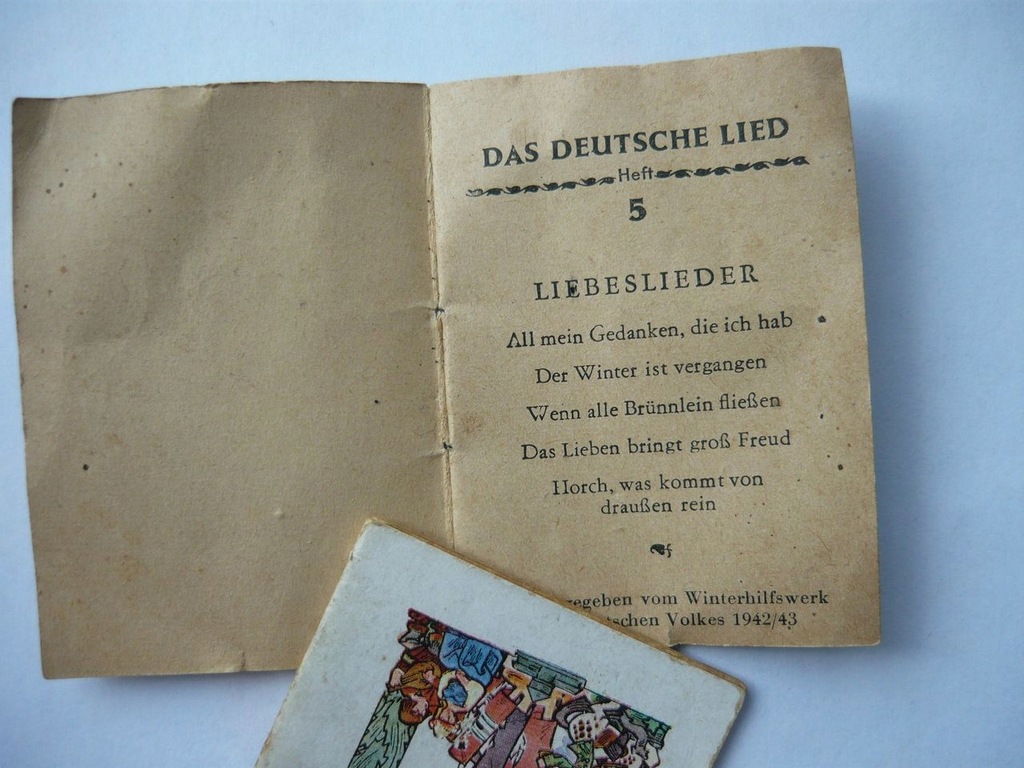 DAS DEUTSCHE LIED
Heft
5
LIEBESLIEDER
All mein Gedanken, die ich hab
Der Winter ist vergangen
Wenn alle Brünnlein fließen
Das Lieben bringt groß Freud
Horch, was kommt von
draußen rein
vom Winterhilfswerk
Volkes 1942/43